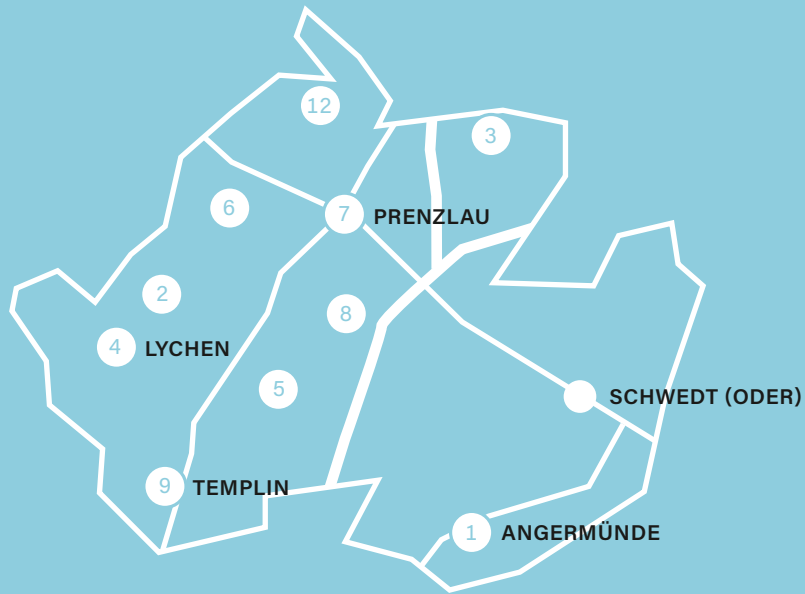 12
3
6
7 PRENZLAU
2
8
4 LYCHEN
5
SCHWEDT (ODER)
9 TEMPLIN
1 ANGERMÜNDE